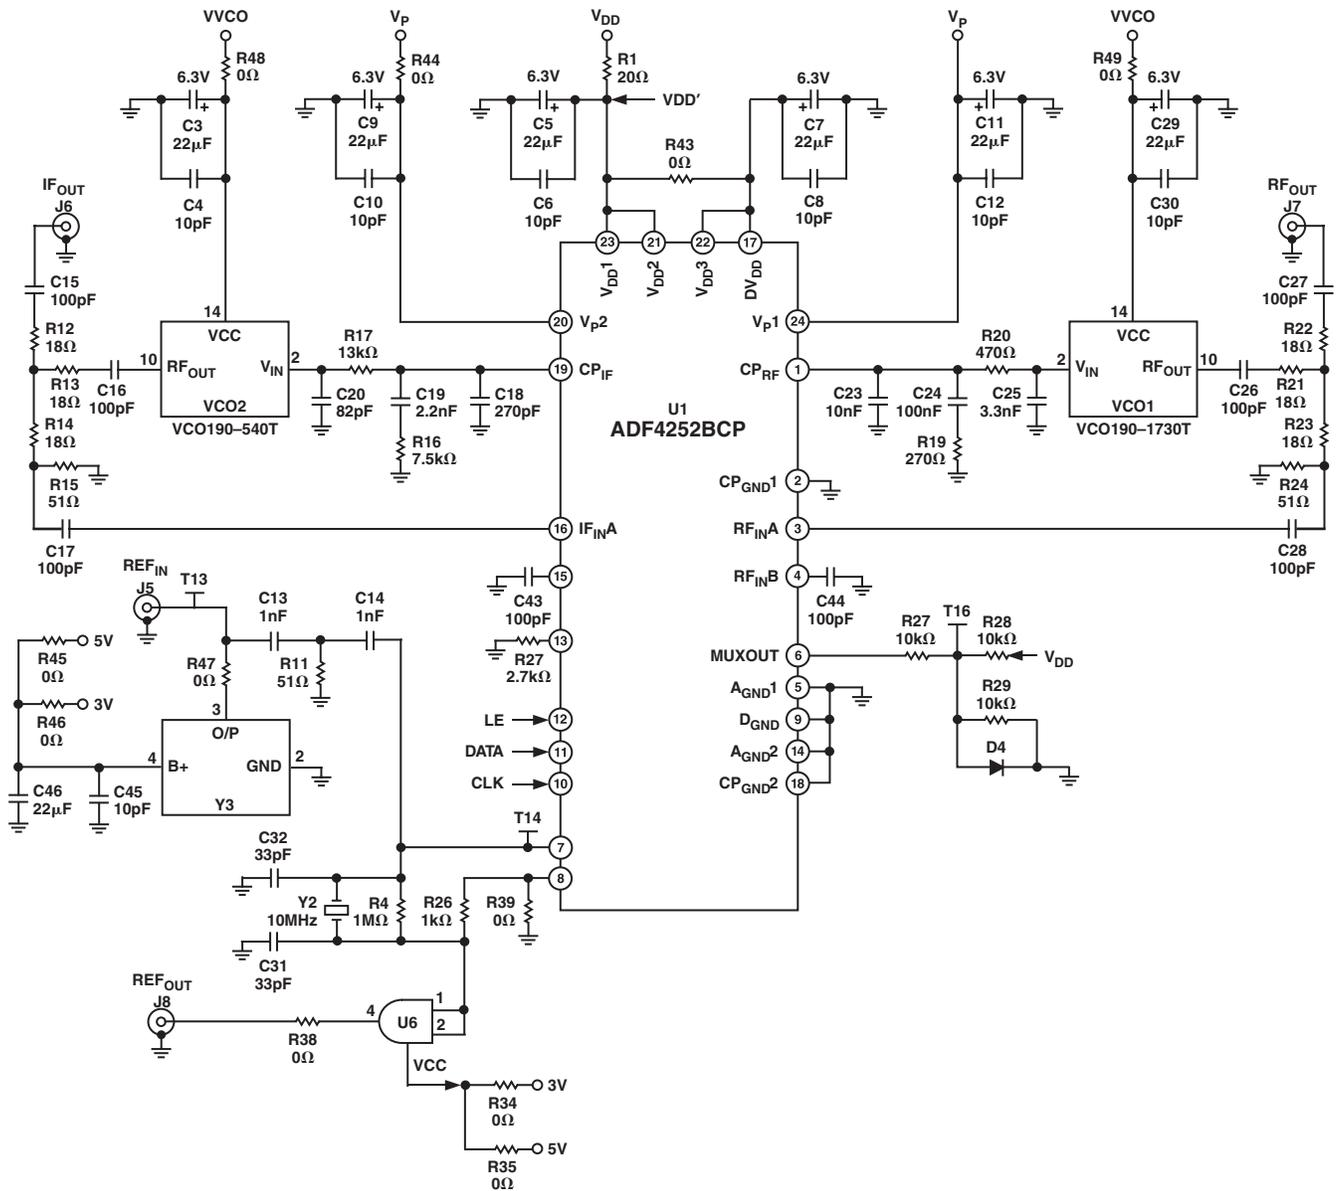 VVCO
VP
VDD
VP
VVCO
R48
0Ω
R44
0Ω
R1
20Ω
R49
0Ω
6.3V
+
C3
22μF
6.3V
+
C9
22μF
6.3V
+
C5
22μF
VDD'
6.3V
+
C7
22μF
6.3V
+
C11
22μF
6.3V
+
C29
22μF
R43
0Ω
C4
10pF
C10
10pF
C6
10pF
C8
10pF
C12
10pF
C30
10pF
IFOUT
J6
RFOUT
J7
23
21
22
17
VDD1
VDD2
VDD3
DVDD
C15
100pF
C27
100pF
14
VCC
20
VP2
VP1
24
14
VCC
R12
18Ω
R22
18Ω
10
RFOUT
VIN
2
VCO2
VCO190–540T
R17
13kΩ
19
CPIF
CPRF
1
R20
470Ω
2
VIN
RFOUT
10
VCO1
VCO190–1730T
R13
18Ω
C16
100pF
C26
100pF
R21
18Ω
C20
82pF
C19
2.2nF
C18
270pF
U1
ADF4252BCP
C23
10nF
C24
100nF
C25
3.3nF
R14
18Ω
R16
7.5kΩ
R19
270Ω
R23
18Ω
R15
51Ω
R24
51Ω
CPGND1
2
C17
100pF
16
IFINA
RFINA
3
C28
100pF
REFIN
J5
T13
C13
1nF
C14
1nF
15
C43
100pF
RFINB
4
C44
100pF
5V
R45
0Ω
R47
0Ω
R11
51Ω
13
R27
2.7kΩ
MUXOUT
6
R27
10kΩ
T16
R28
10kΩ
VDD
3V
R46
0Ω
3
O/P
4
B+
GND
2
Y3
LE
12
DATA
11
CLK
10
AGND1
5
DGND
9
AGND2
14
CPGND2
18
R29
10kΩ
D4
C46
22μF
C45
10pF
T14
7
C32
33pF
8
Y2
10MHz
R4
1MΩ
R26
1kΩ
R39
0Ω
C31
33pF
REFOUT
J8
R38
0Ω
4
U6
1
2
VCC
3V
R34
0Ω
5V
R35
0Ω